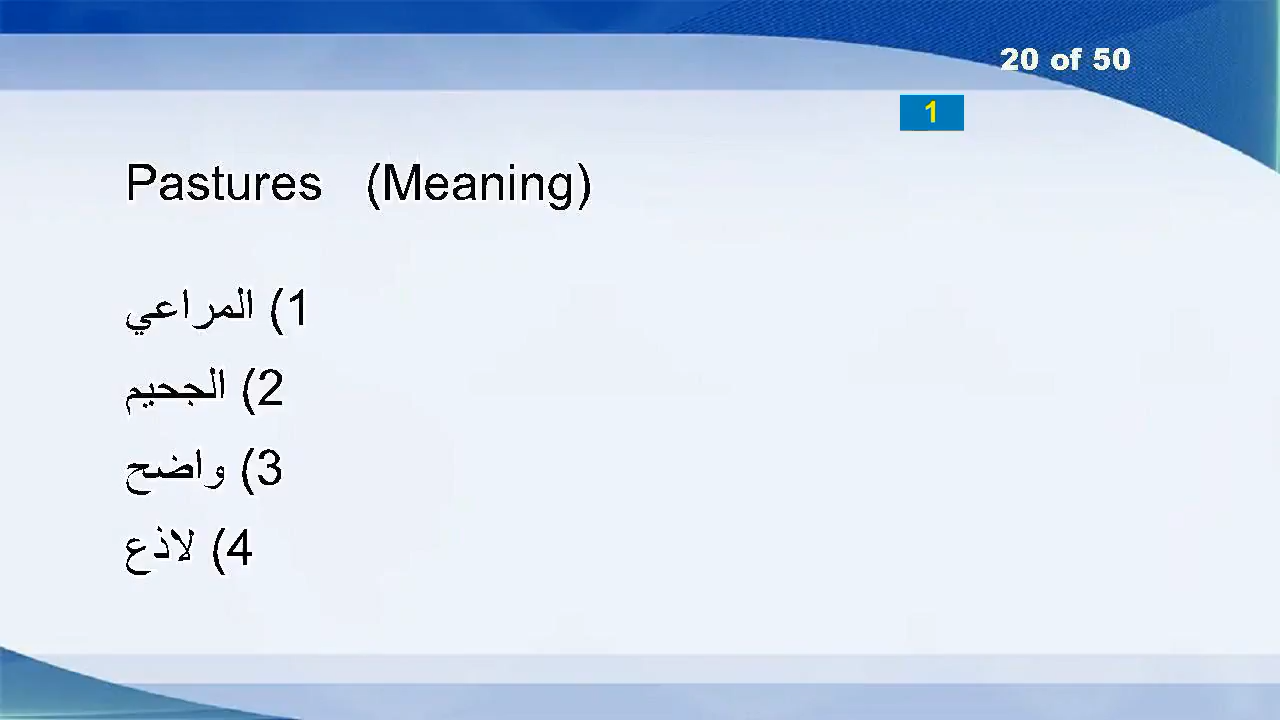 20 of 50
1
Pastures (Meaning)
1) المراعي
2) الجحيم
3) واضح
4) لاذع